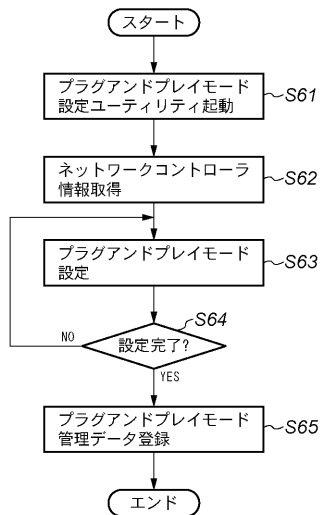 スタート
プラグアンドプレイモード
設定ユーティリティ起動
S61
ネットワークコントローラ
情報取得
S62
プラグアンドプレイモード
設定
S63
S64
設定完了?
NO
YES
プラグアンドプレイモード
管理データ登録
S65
エンド